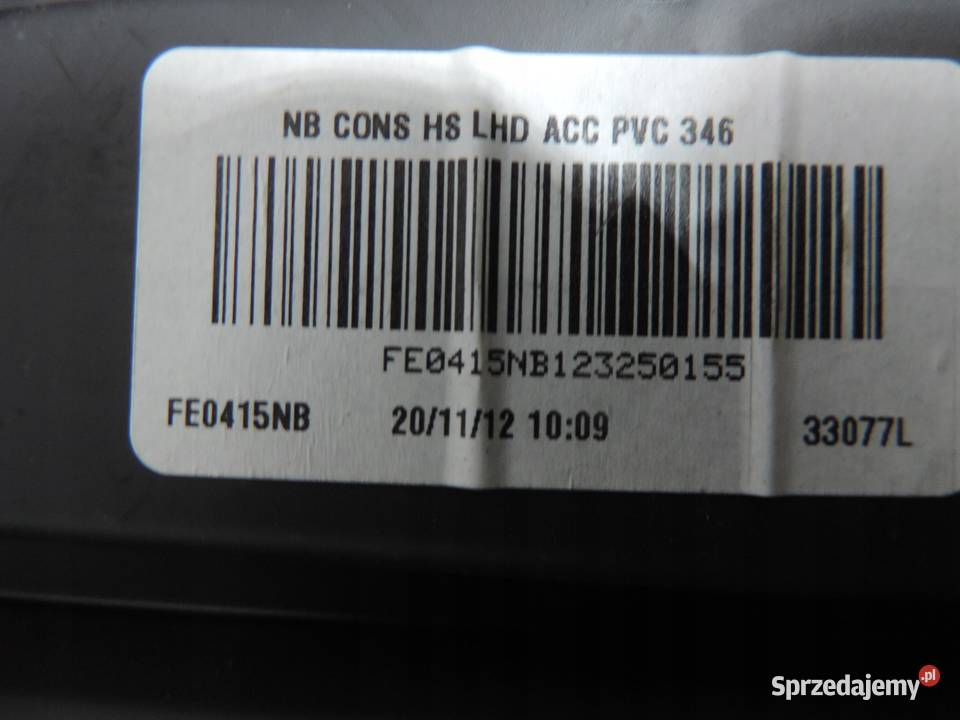 NB CONS HS LHD ACC PVC 346
FE0415NB123250155
FE0415NB 20/11/12 10:09 33077L
Sprzedajemy.pl